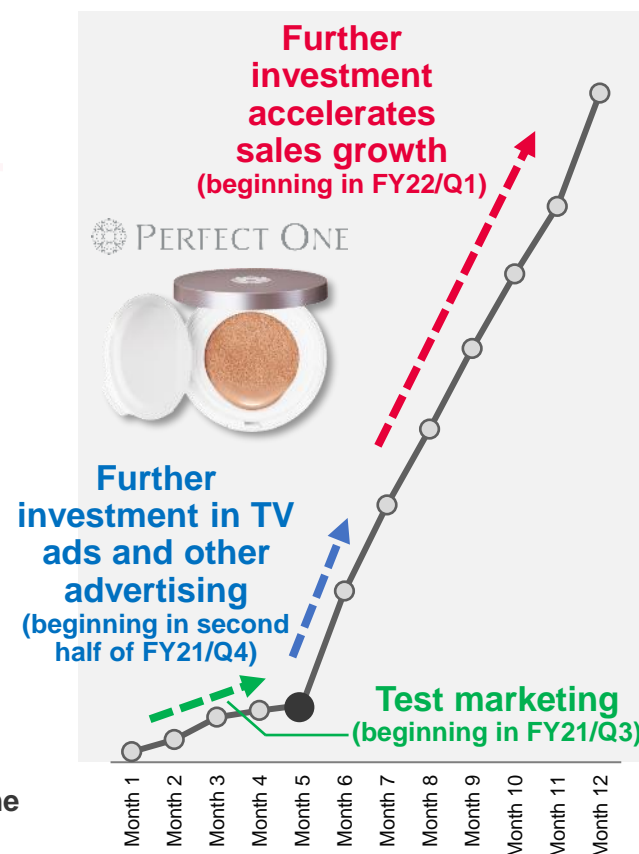 Further
investment
accelerates
sales growth
(beginning in FY22/Q1)
PERFECT ONE
Further
investment in TV
ads and other
advertising
(beginning in second
half of FY21/Q4)
Test marketing
(beginning in FY21/Q3)
Month 1
Month 2
Month 3
Month 4
Month 5
Month 6
Month 7
Month 8
Month 9
Month 10
Month 11
Month 12